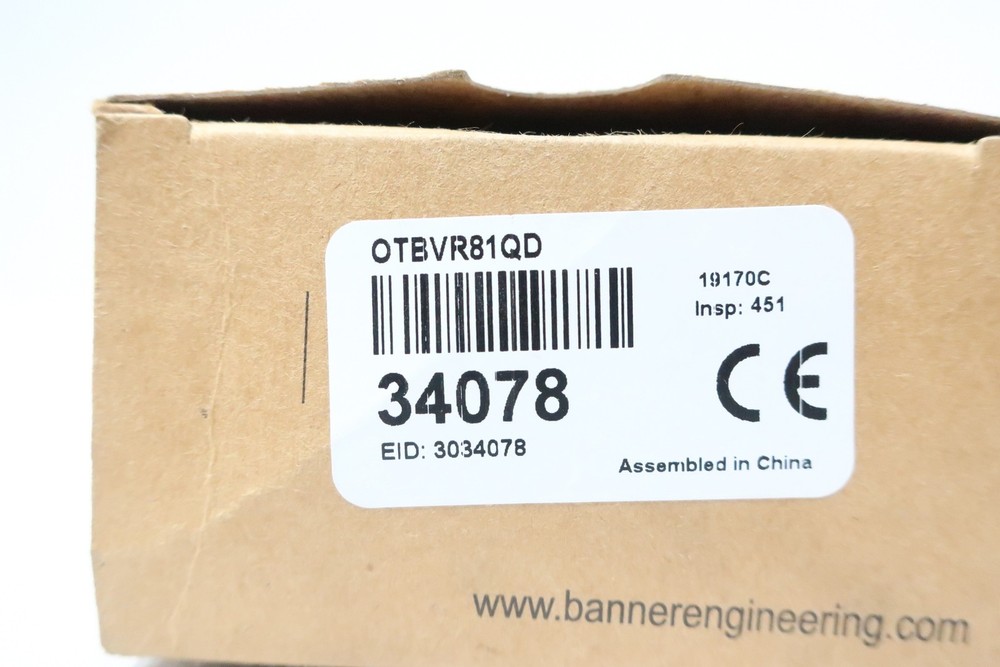 OTBVR81QD
19170C
Insp: 451
34078
CE
EID: 3034078
Assembled in China
www.bannerengineering.com